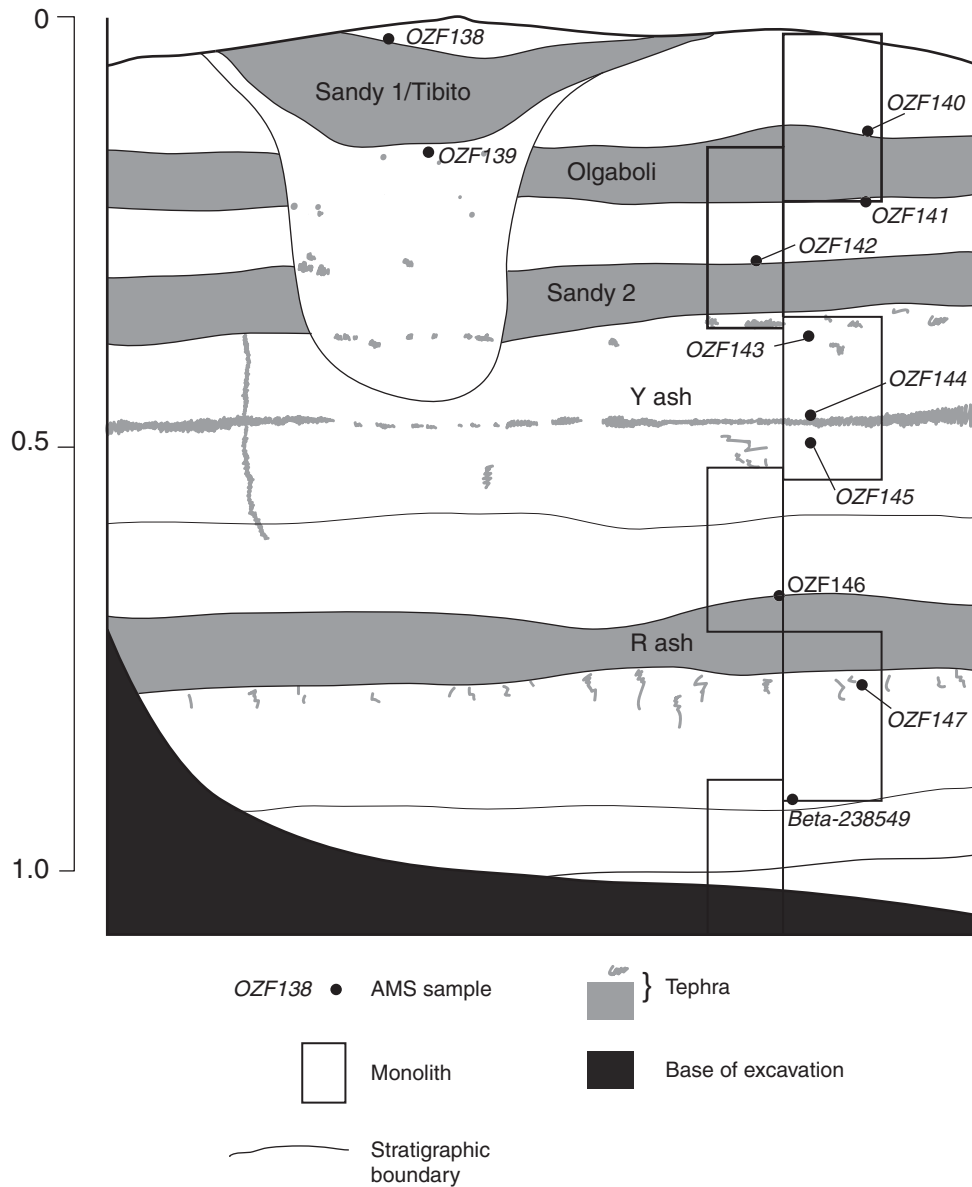 0
OZF138
Sandy 1/Tibito
OZF140
OZF139
Olgaboli
OZF141
OZF142
Sandy 2
OZF143
OZF144
Y ash
0.5
OZF145
OZF146
R ash
OZF147
Beta-238549
1.0
OZF138 AMS sample
} Tephra
Monolith
Base of excavation
Stratigraphic
boundary